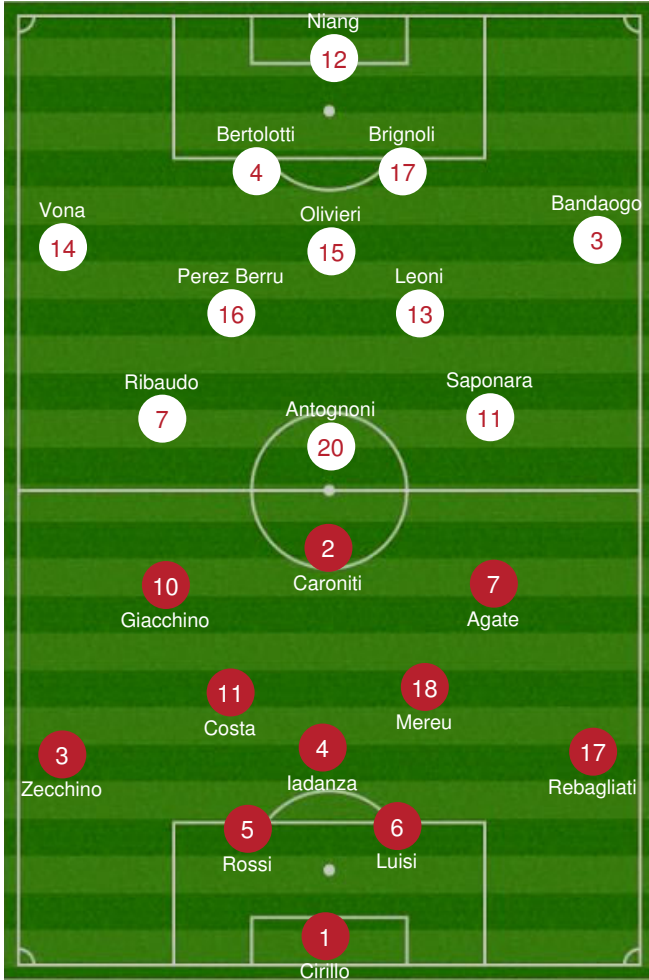 Niang
12
Bertolotti
Brignoli
4
17
Vona
Olivieri
Bandaogo
14
15
3
Perez Berru
Leoni
16
13
Ribaudo
Antognoni
Saponara
7
20
11
2
Caroniti
10
7
Giacchino
Agate
11
18
Costa
Mereu
3
4
17
Zecchino
Iadanza
Rebagliati
5
6
Rossi
Luisi
1
Cirillo